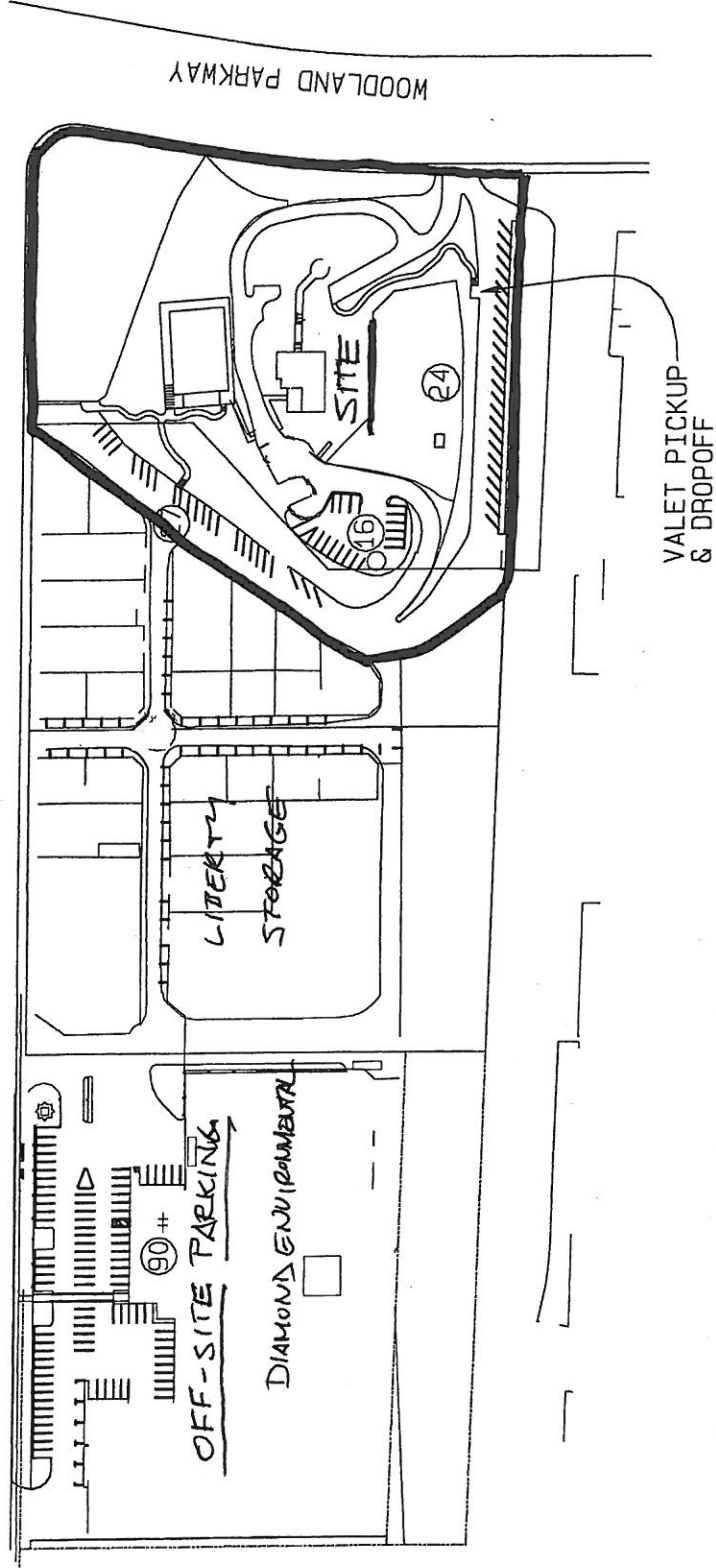 WOODLAND PARKWAY
SITE
24
16
VALET PICKUP
& DROPOFF
LIBERTY
STORAGE
90 ±
OFF-SITE PARKING
DIAMOND ENVIRONMENTAL